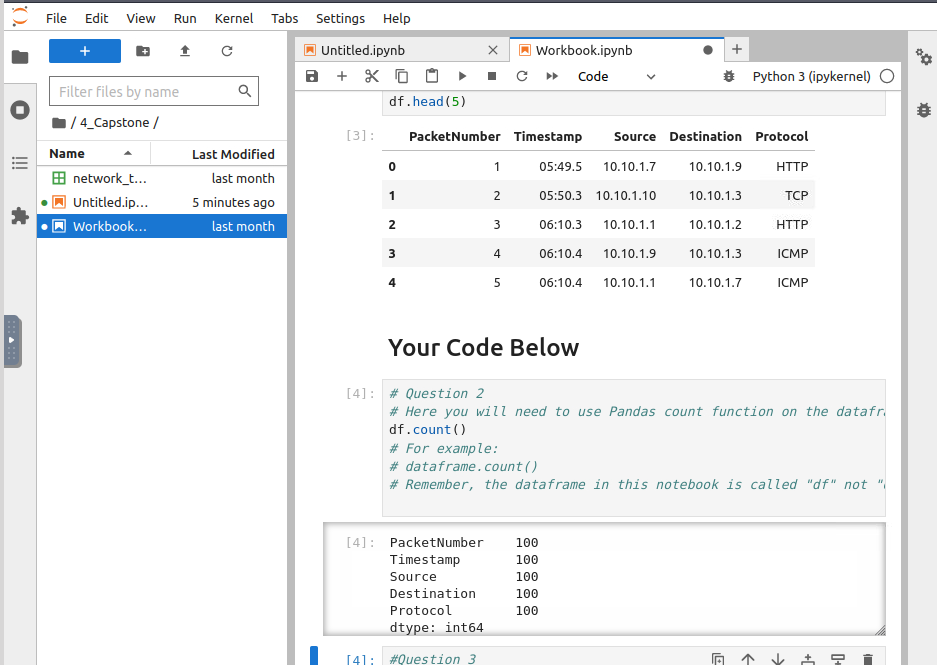 File Edit View Run Kernel Tabs Settings Help
Untitled.ipynb
Workbook.ipynb
Code
Python 3 (ipykernel)
Filter files by name
/ 4_Capstone /
Name Last Modified
network_t... last month
Untitled.ip... 5 minutes ago
Workbook... last month
df.head(5)
[3]:
PacketNumber Timestamp Source Destination Protocol
0 1 05:49.5 10.10.1.7 10.10.1.9 HTTP
1 2 05:50.3 10.10.1.10 10.10.1.3 TCP
2 3 06:10.3 10.10.1.1 10.10.1.2 HTTP
3 4 06:10.4 10.10.1.9 10.10.1.3 ICMP
4 5 06:10.4 10.10.1.1 10.10.1.7 ICMP
Your Code Below
[4]:
# Question 2
# Here you will need to use Pandas count function on the datafr
df.count()
# For example:
# dataframe.count()
# Remember, the dataframe in this notebook is called "df" not "
[4]:
PacketNumber 100
Timestamp 100
Source 100
Destination 100
Protocol 100
dtype: int64
[4]:
#Question 3